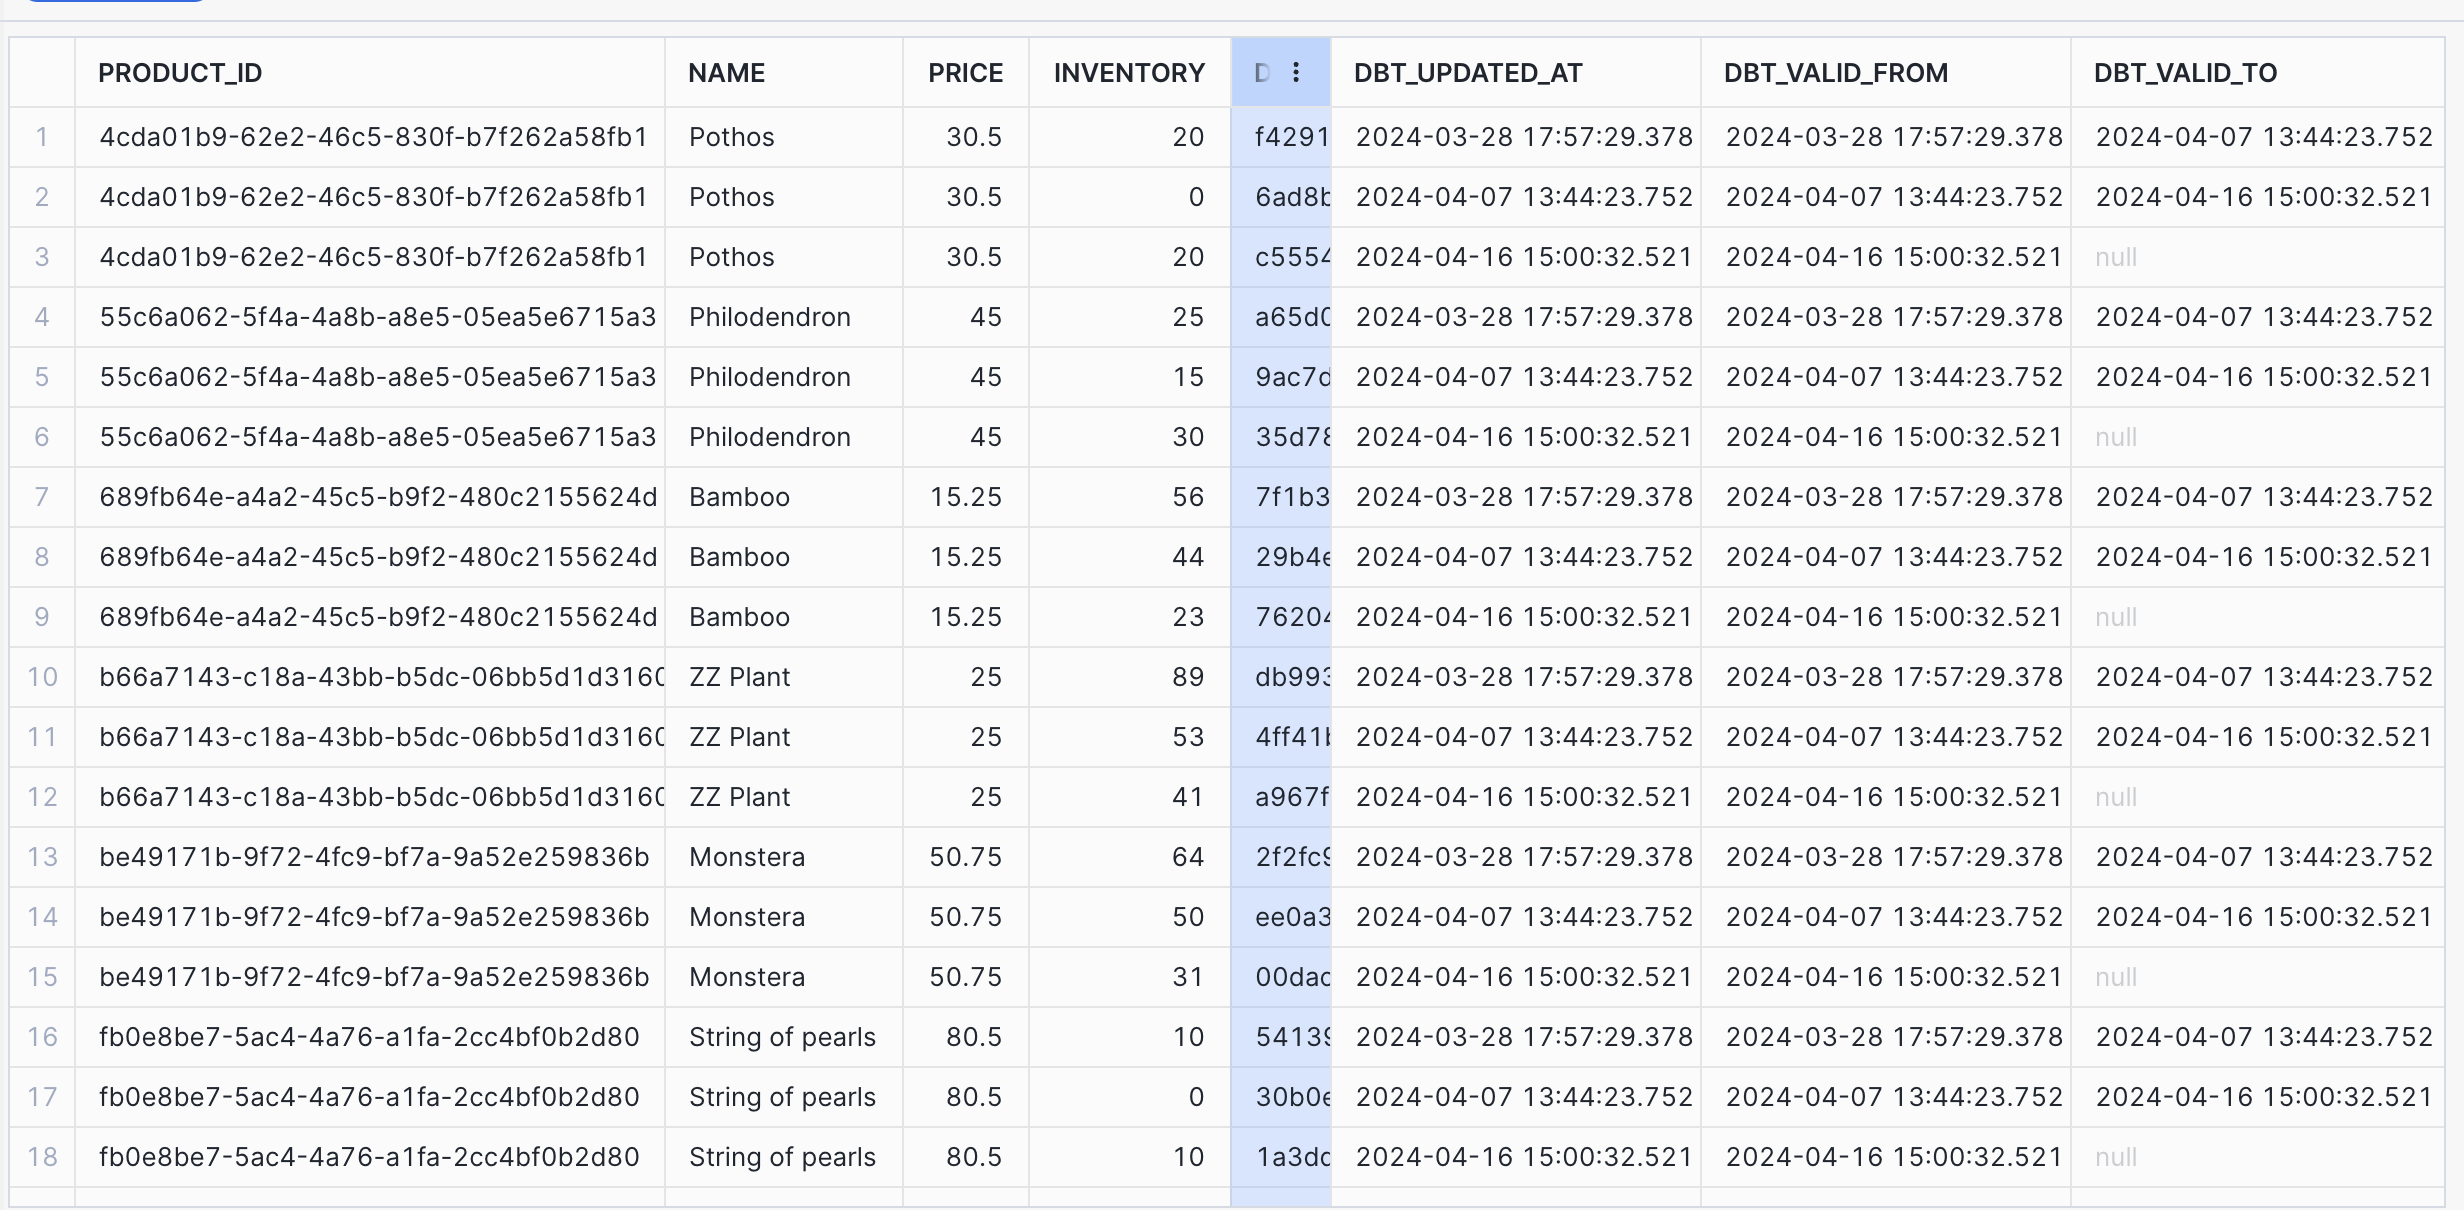 PRODUCT_ID NAME PRICE INVENTORY D DBT_UPDATED_AT DBT_VALID_FROM DBT_VALID_TO
1 4cda01b9-62e2-46c5-830f-b7f262a58fb1 Pothos 30.5 20 f4291 2024-03-28 17:57:29.378 2024-03-28 17:57:29.378 2024-04-07 13:44:23.752
2 4cda01b9-62e2-46c5-830f-b7f262a58fb1 Pothos 30.5 0 6ad8b 2024-04-07 13:44:23.752 2024-04-07 13:44:23.752 2024-04-16 15:00:32.521
3 4cda01b9-62e2-46c5-830f-b7f262a58fb1 Pothos 30.5 20 c5554 2024-04-16 15:00:32.521 2024-04-16 15:00:32.521 null
4 55c6a062-5f4a-4a8b-a8e5-05ea5e6715a3 Philodendron 45 25 a65d0 2024-03-28 17:57:29.378 2024-03-28 17:57:29.378 2024-04-07 13:44:23.752
5 55c6a062-5f4a-4a8b-a8e5-05ea5e6715a3 Philodendron 45 15 9ac7d 2024-04-07 13:44:23.752 2024-04-07 13:44:23.752 2024-04-16 15:00:32.521
6 55c6a062-5f4a-4a8b-a8e5-05ea5e6715a3 Philodendron 45 30 35d78 2024-04-16 15:00:32.521 2024-04-16 15:00:32.521 null
7 689fb64e-a4a2-45c5-b9f2-480c2155624d Bamboo 15.25 56 7f1b3 2024-03-28 17:57:29.378 2024-03-28 17:57:29.378 2024-04-07 13:44:23.752
8 689fb64e-a4a2-45c5-b9f2-480c2155624d Bamboo 15.25 44 29b4e 2024-04-07 13:44:23.752 2024-04-07 13:44:23.752 2024-04-16 15:00:32.521
9 689fb64e-a4a2-45c5-b9f2-480c2155624d Bamboo 15.25 23 76204 2024-04-16 15:00:32.521 2024-04-16 15:00:32.521 null
10 b66a7143-c18a-43bb-b5dc-06bb5d1d3160 ZZ Plant 25 89 db993 2024-03-28 17:57:29.378 2024-03-28 17:57:29.378 2024-04-07 13:44:23.752
11 b66a7143-c18a-43bb-b5dc-06bb5d1d3160 ZZ Plant 25 53 4ff41b 2024-04-07 13:44:23.752 2024-04-07 13:44:23.752 2024-04-16 15:00:32.521
12 b66a7143-c18a-43bb-b5dc-06bb5d1d3160 ZZ Plant 25 41 a967f 2024-04-16 15:00:32.521 2024-04-16 15:00:32.521 null
13 be49171b-9f72-4fc9-bf7a-9a52e259836b Monstera 50.75 64 2f2fc9 2024-03-28 17:57:29.378 2024-03-28 17:57:29.378 2024-04-07 13:44:23.752
14 be49171b-9f72-4fc9-bf7a-9a52e259836b Monstera 50.75 50 ee0a3 2024-04-07 13:44:23.752 2024-04-07 13:44:23.752 2024-04-16 15:00:32.521
15 be49171b-9f72-4fc9-bf7a-9a52e259836b Monstera 50.75 31 2024-04-16 15:00:32.521 2024-04-16 15:00:32.521 null
16 fb0e8be7-5ac4-4a76-a1fa-2cc4bf0b2d80 String of pearls 80.5 10 54139 2024-03-28 17:57:29.378 2024-03-28 17:57:29.378 2024-04-07 13:44:23.752
17 fb0e8be7-5ac4-4a76-a1fa-2cc4bf0b2d80 String of pearls 80.5 0 30b0e 2024-04-07 13:44:23.752 2024-04-07 13:44:23.752 2024-04-16 15:00:32.521
18 fb0e8be7-5ac4-4a76-a1fa-2cc4bf0b2d80 String of pearls 80.5 10 2024-04-16 15:00:32.521 2024-04-16 15:00:32.521 null